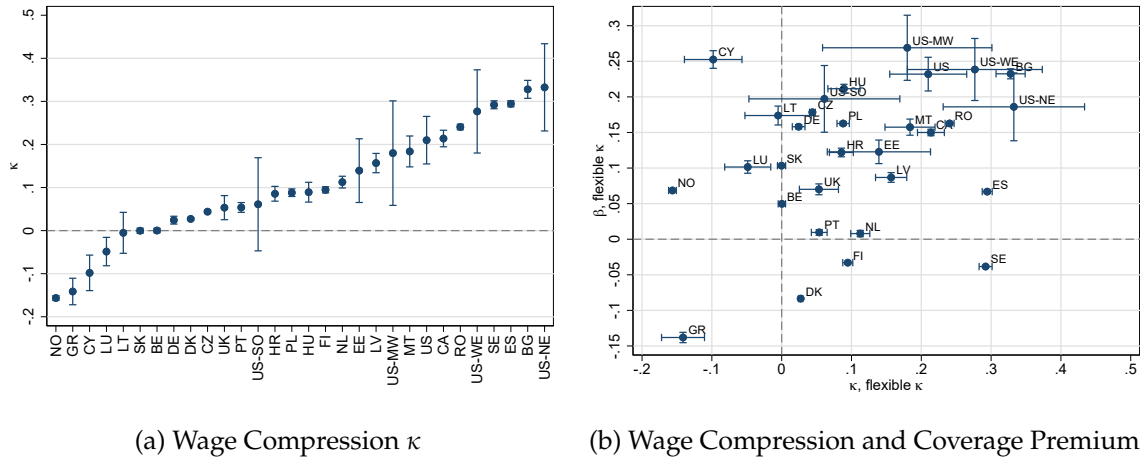 .5
.4
.3
.2
.1
0
-.1
-.2
κ
NO GR CY LU LT SK BE DE DK CZ UK PT US-SO HR PL HU FI NL EE LV US-MW MT US CA RO US-WE SE ES BG US-NE
(a) Wage Compression κ
.3
.25
.2
.15
.1
.05
0
-.05
-.1
-.15
β, flexible κ
US-MW
CY
US-WE
BG
US
HU
US-SO
US-NE
CZ
LT
DE
PL
MT
RO
HR
EE
SK
LU
LV
NO
UK
ES
BE
PT
NL
FI
SE
DK
GR
-.2 -.1 0 .1 .2 .3 .4 .5
κ, flexible κ
(b) Wage Compression and Coverage Premium